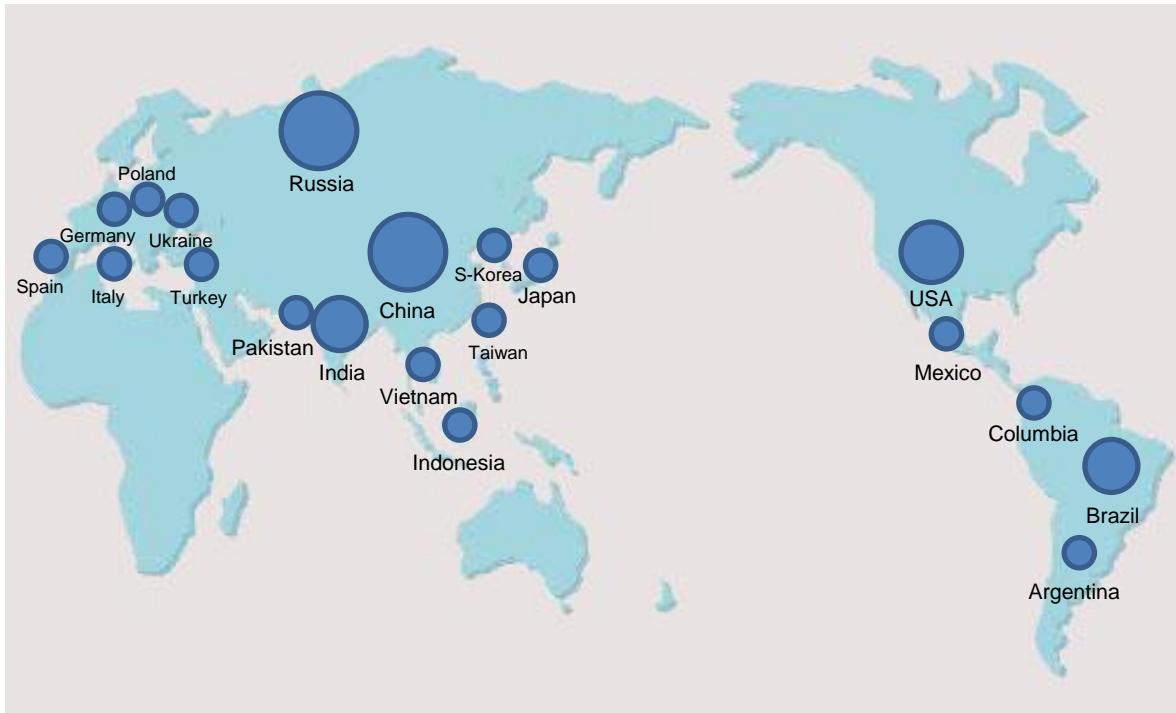 Poland
Russia
Germany
Ukraine
S-Korea
Spain
Italy
Turkey
China
Japan
USA
Pakistan
India
Taiwan
Mexico
Vietnam
Columbia
Indonesia
Brazil
Argentina